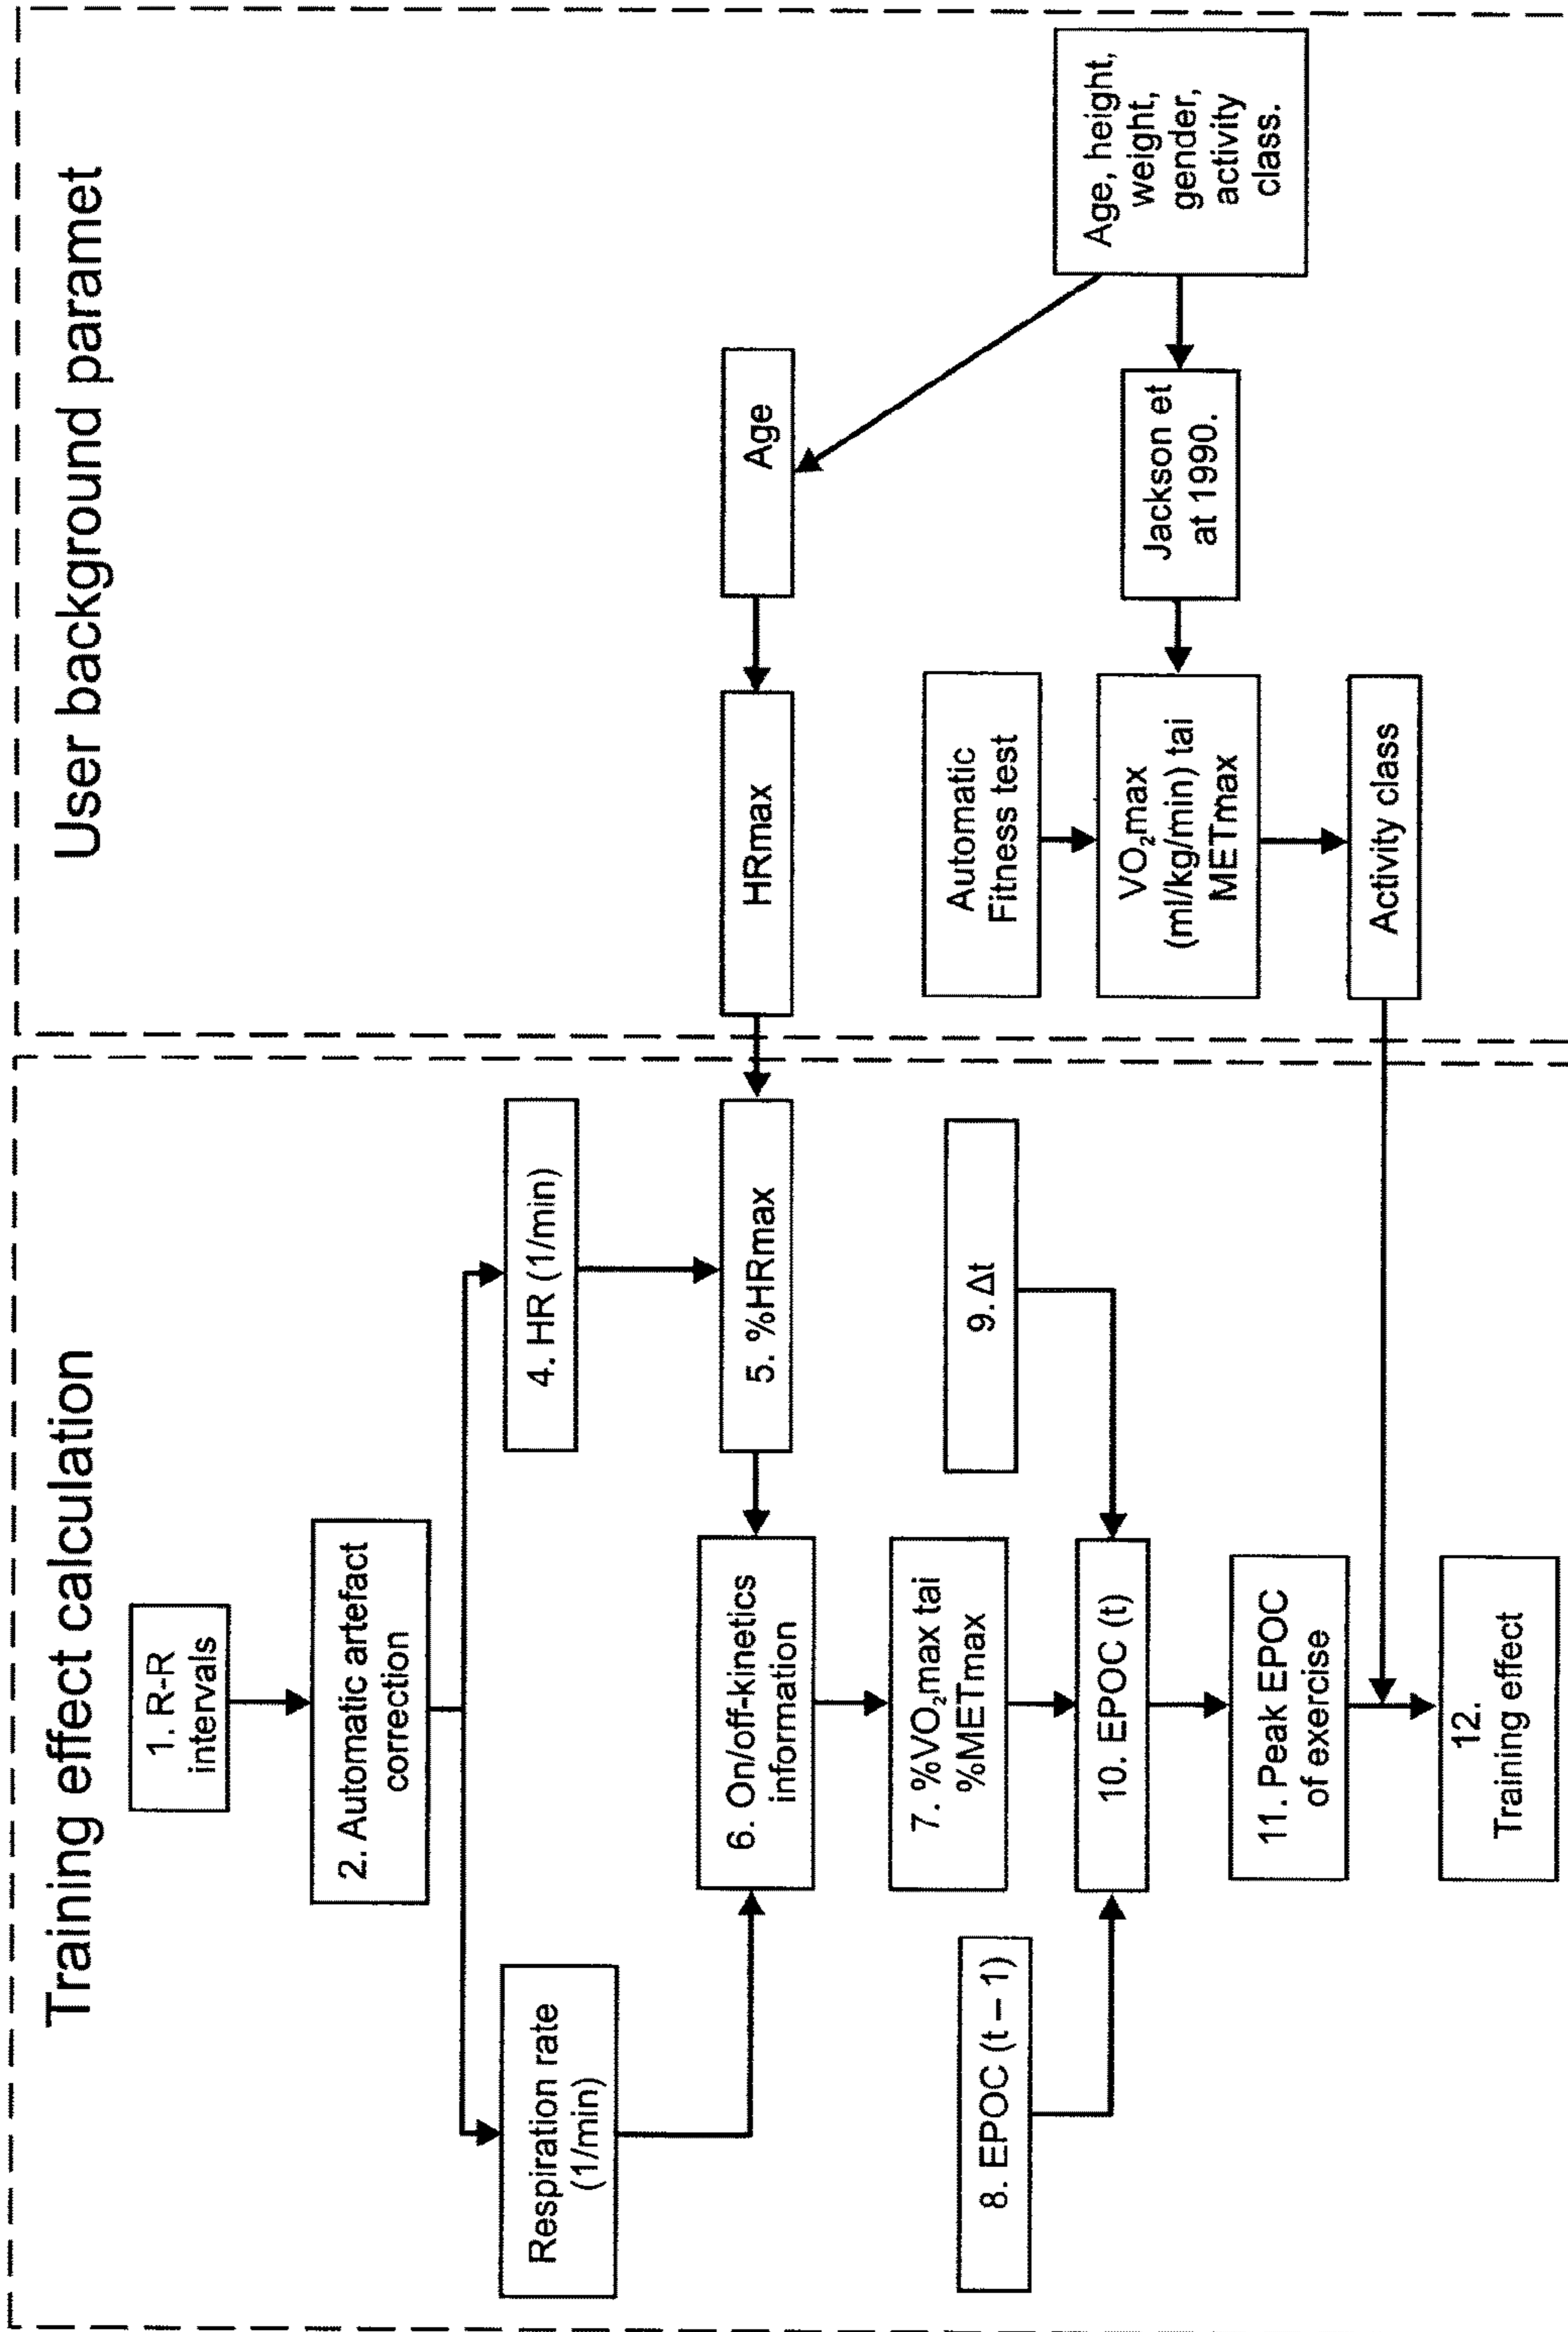 Training effect calculation
1. R-R
intervals
2. Automatic artefact
correction
Respiration rate
(1/min)
4. HR (1/min)
5. %HRmax
6. On/off-kinetics
information
7. %VO₂max tai
%METmax
8. EPOC (t – 1)
9. Δt
10. EPOC (t)
11. Peak EPOC
of exercise
12.
Training effect
User background paramet
HRmax
Age
Age, height,
weight,
gender,
activity
class.
Automatic
Fitness test
VO₂max
(ml/kg/min) tai
METmax
Jackson et
at 1990.
Activity class